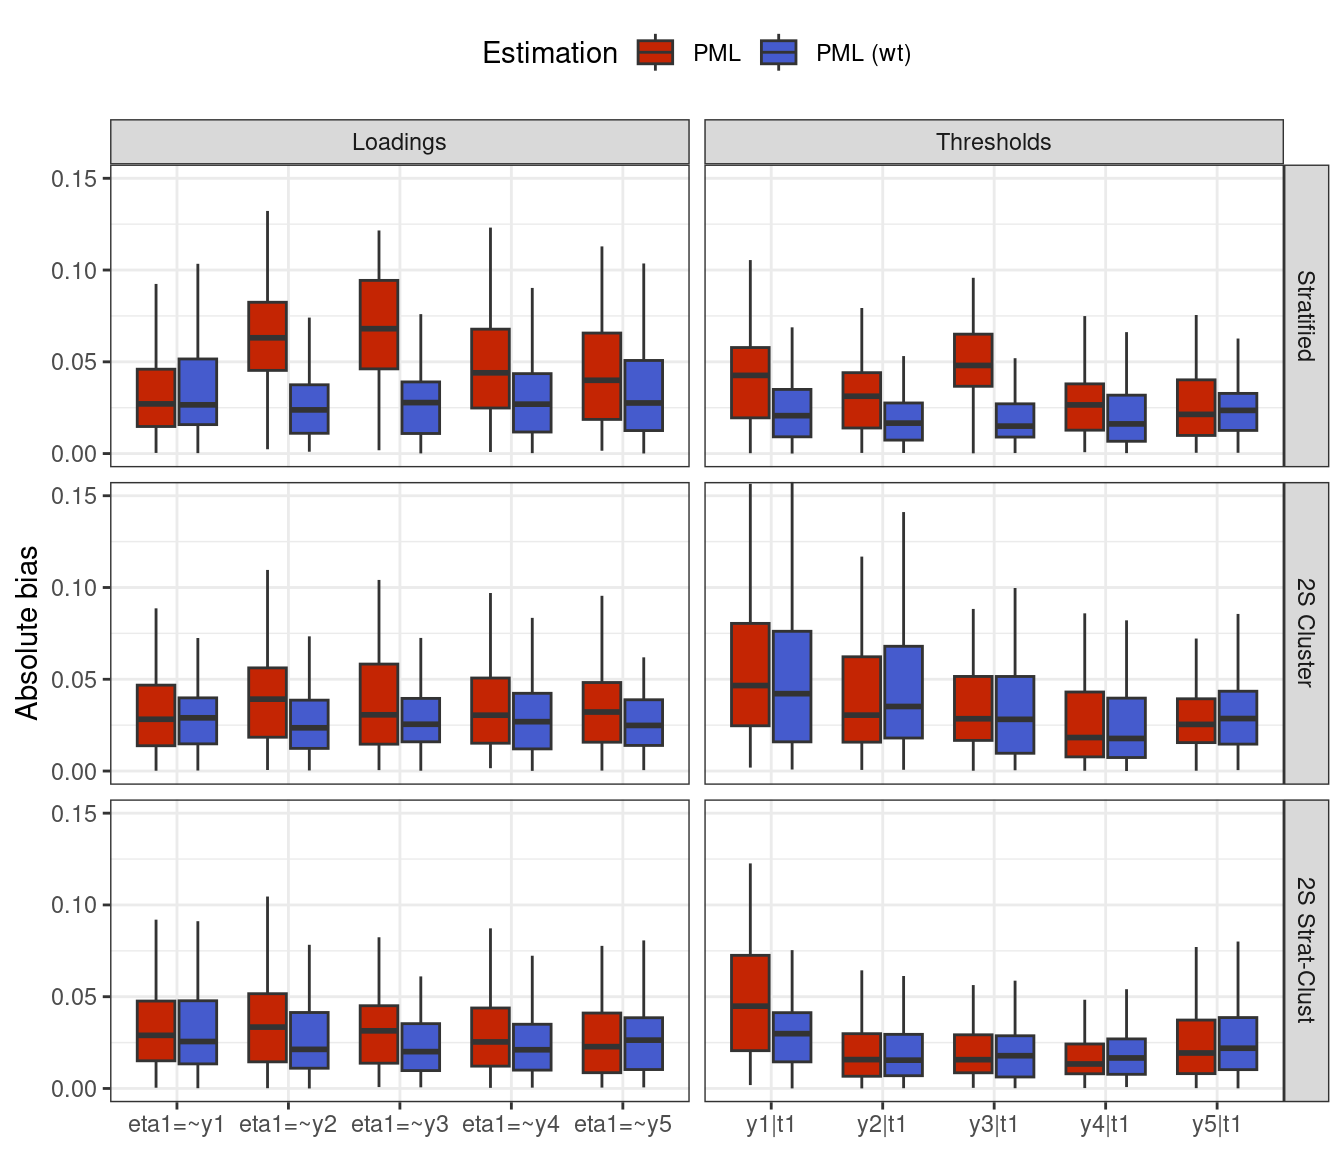 Estimation PML PML (wt)
Loadings Thresholds
0.15
0.10
0.05
0.00
Stratified
Absolute bias
0.15
0.10
0.05
0.00
2S Cluster
0.15
0.10
0.05
0.00
2S Strat-Clust
eta1=~y1 eta1=~y2 eta1=~y3 eta1=~y4 eta1=~y5 y1|t1 y2|t1 y3|t1 y4|t1 y5|t1